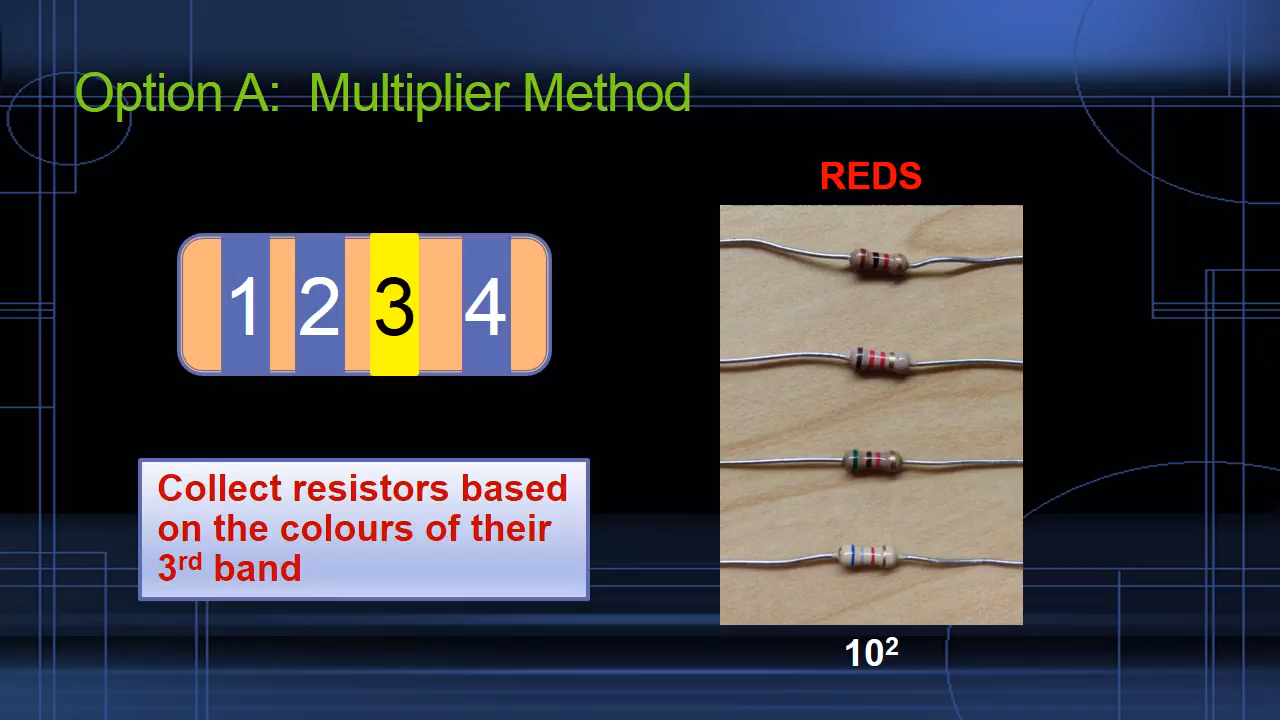 Option A:  Multiplier Method
REDS
1 2 3 4
Collect resistors based
on the colours of their
3rd band
10²